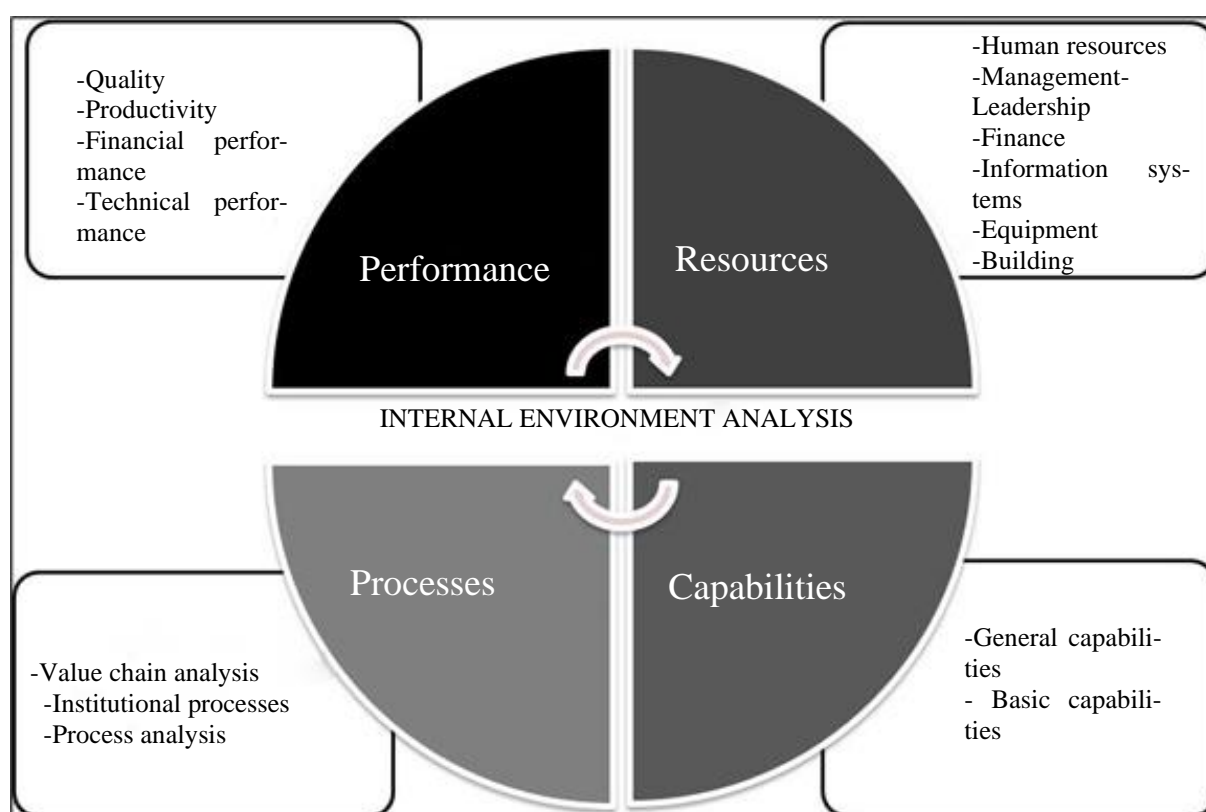 -Quality
-Productivity
-Financial perfor-
mance
-Technical perfor-
mance
-Human resources
-Management-
Leadership
-Finance
-Information sys-
tems
-Equipment
-Building
Performance
Resources
INTERNAL ENVIRONMENT ANALYSIS
Processes
Capabilities
-Value chain analysis
-Institutional processes
-Process analysis
-General capabili-
ties
- Basic capabili-
ties